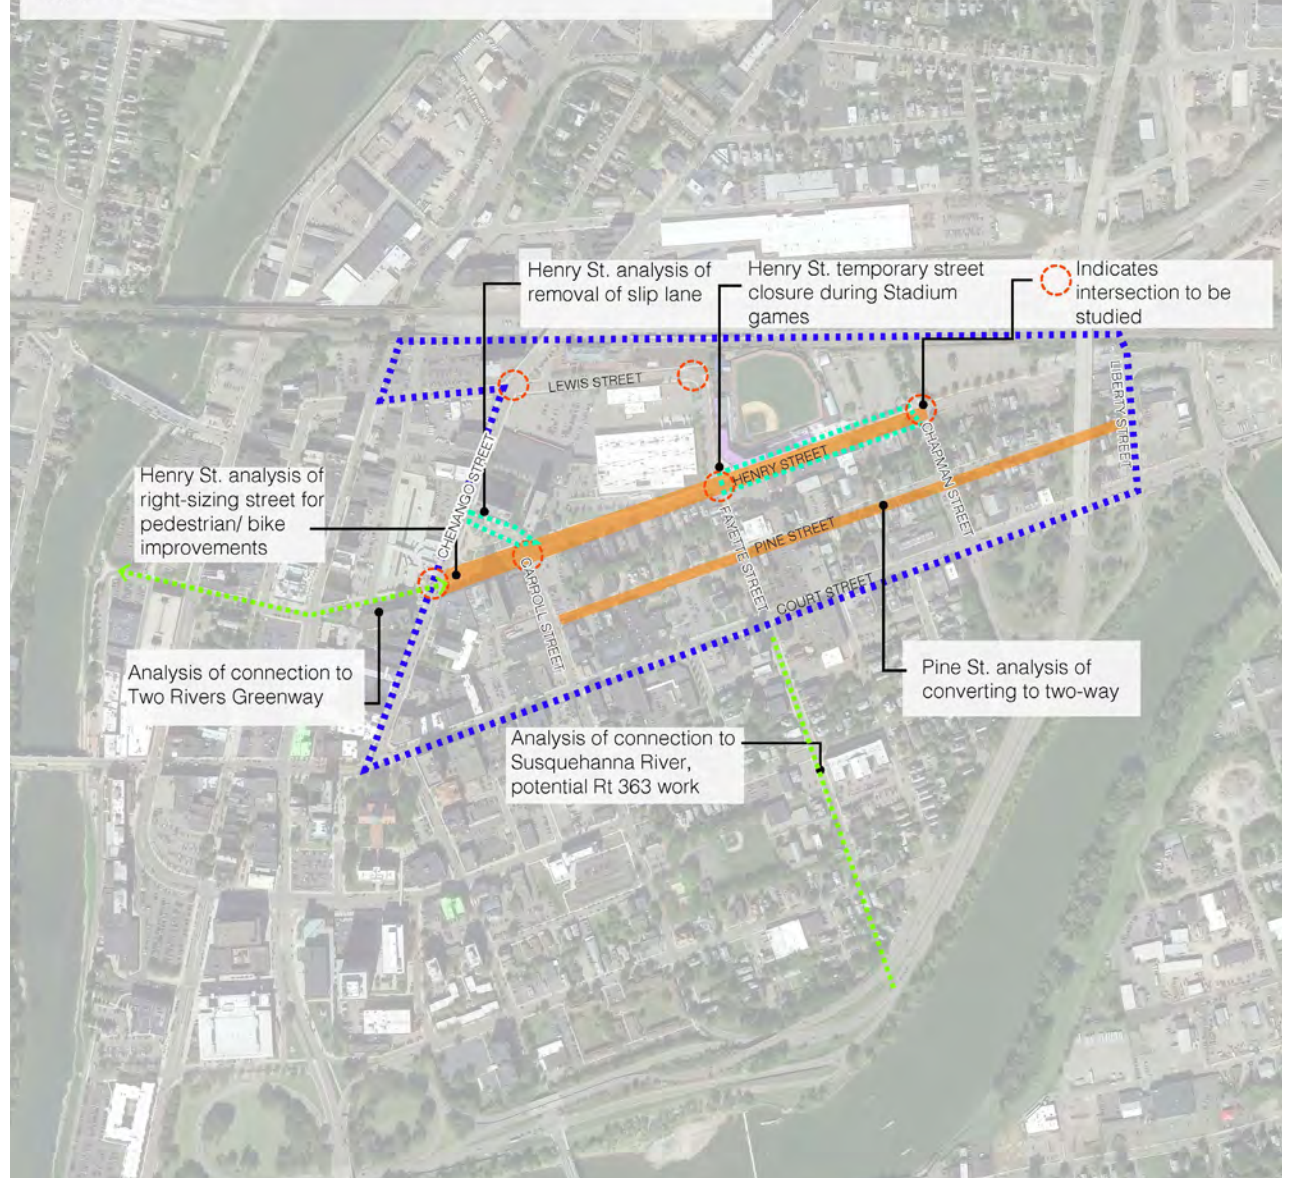 Henry St. analysis of
removal of slip lane
Henry St. temporary street
closure during Stadium
games
Indicates
intersection to be
studied
LEWIS STREET
LIBERTY STREET
CHENANGO STREET
HENRY STREET
CHAPMAN STREET
Henry St. analysis of
right-sizing street for
pedestrian/ bike
improvements
PINE STREET
FAYETTE STREET
CARROLL STREET
COURT STREET
Analysis of connection to
Two Rivers Greenway
Pine St. analysis of
converting to two-way
Analysis of connection to
Susquehanna River,
potential Rt 363 work